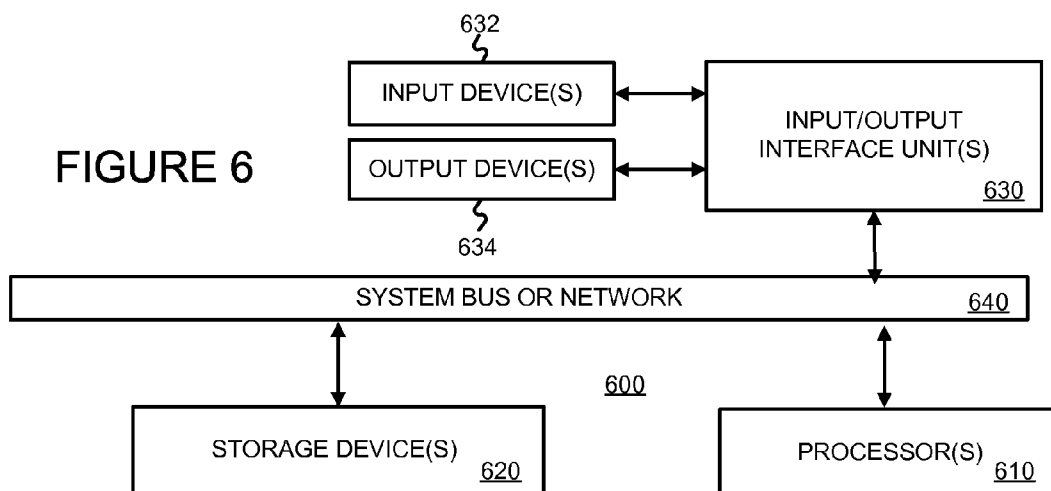 632
INPUT DEVICE(S)
INPUT/OUTPUT
INTERFACE UNIT(S)
630
FIGURE 6
OUTPUT DEVICE(S)
634
SYSTEM BUS OR NETWORK
640
600
STORAGE DEVICE(S)
620
PROCESSOR(S)
610